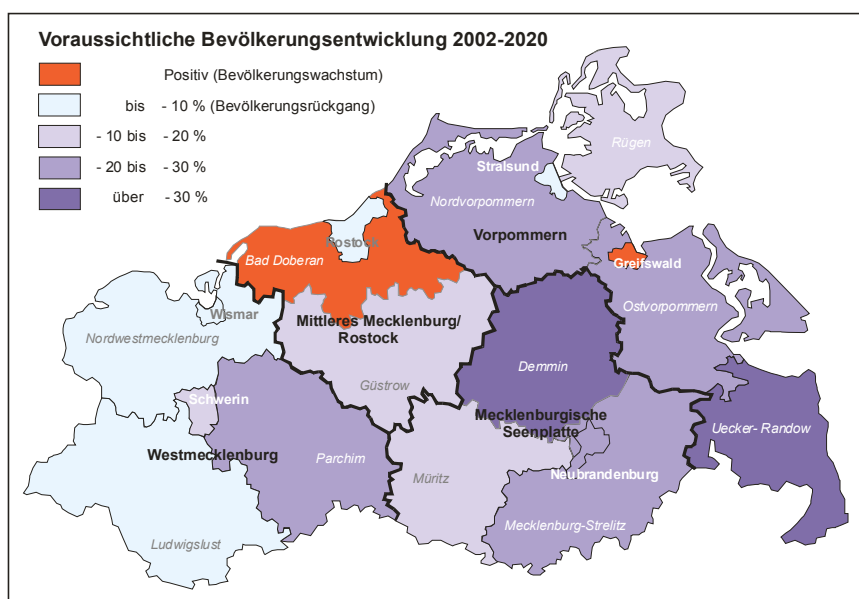 Voraussichtliche Bevölkerungsentwicklung 2002-2020
Positiv (Bevölkerungswachstum)
bis - 10 % (Bevölkerungsrückgang)
- 10 bis - 20 %
- 20 bis - 30 %
über - 30 %
Rügen
Stralsund
Nordvorpommern
Vorpommern
Rostock
Bad Doberan
Greifswald
Ostvorpommern
Wismar
Nordwestmecklenburg
Mittleres Mecklenburg/
Rostock
Demmin
Güstrow
Schwerin
Mecklenburgische
Seenplatte
Uecker- Randow
Westmecklenburg
Parchim
Müritz
Neubrandenburg
Mecklenburg-Strelitz
Ludwigslust